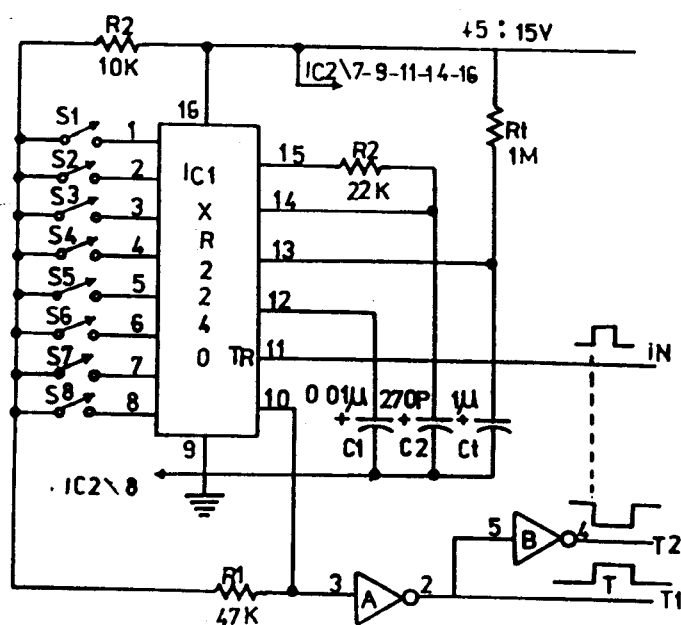 R2
10K
+5 : 15V
IC2\7-9-11-14-16
16
S1
1
S2
2
S3
3
S4
4
S5
5
S6
6
S7
7
S8
8
IC1
X
R
2
2
4
0
TR
15
14
13
12
11
10
9
R2
22K
Rt
1M
iN
0.01µ
+
C1
270P
+
C2
1µ
+
Ct
IC2\8
R1
47K
3
A
2
5
B
4
T2
T
T1